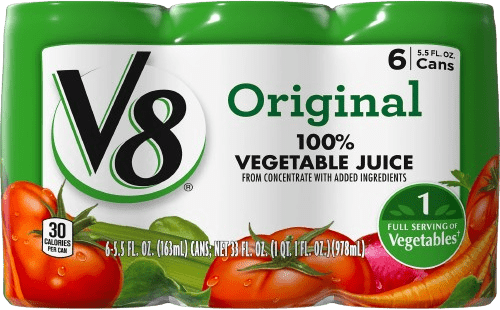 V8
®
6 5.5 FL. OZ.
Cans
Original
100%
VEGETABLE JUICE
FROM CONCENTRATE WITH ADDED INGREDIENTS
1
FULL SERVING OF
Vegetables†
30
CALORIES
PER CAN
6-5.5 FL. OZ. (163mL) CANS; NET 33 FL. OZ. (1 QT. 1 FL. OZ.) (978mL)